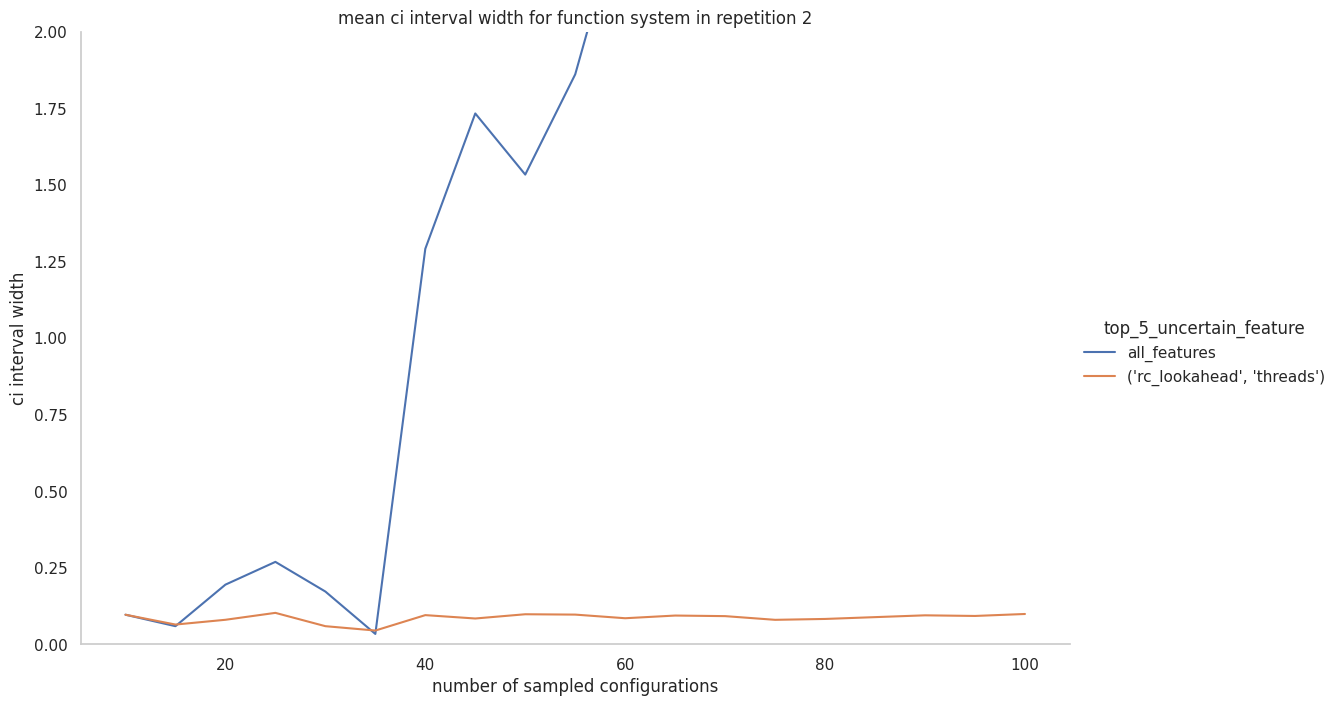 mean ci interval width for function system in repetition 2
2.00
1.75
1.50
1.25
1.00
0.75
0.50
0.25
0.00
ci interval width
20
40
60
80
100
number of sampled configurations
top_5_uncertain_feature
all_features
('rc_lookahead', 'threads')